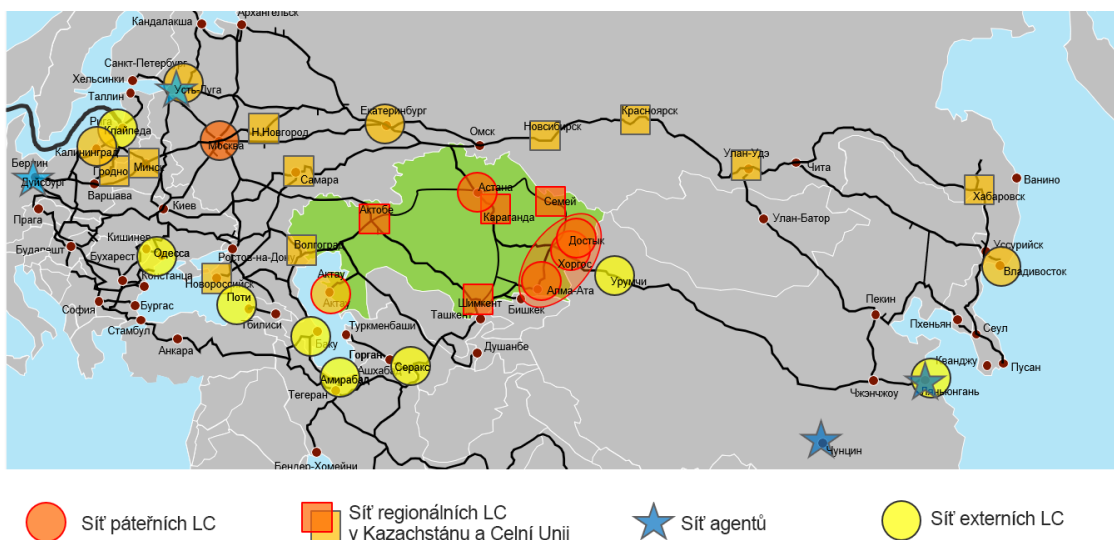 Кандалакша
Архангельск
Санкт-Петербург
Хельсинки
Усть-Луга
Таллин
Рига
Клайпеда
Екатеринбург
Красноярск
Н.Новгород
Новосибирск
Омск
Москва
Калининград
Берлин
Гродно
Минск
Улан-Удэ
Чита
Дуйсбург
Самара
Варшава
Астана
Семей
Ванино
Хабаровск
Прага
Киев
Актобе
Караганда
Улан-Батор
Кишинев
Будапешт
Одесса
Волгоград
Достык
Уссурийск
Бухарест
Ростов-на-Дону
Хоргос
Владивосток
Констанца
Новороссийск
Актау
Урумчи
Алма-Ата
Поти
Актау
Шимкент
Бишкек
София
Бургас
Ташкент
Пекин
Стамбул
Тбилиси
Туркменбаши
Пхеньян
Сеул
Анкара
Баку
Горган
Душанбе
Ашхабад
Серакс
Кванджу
Пусан
Амирабад
Тегеран
Чжэнчжоу
Ляньюнгань
Чунцин
Бендер-Хомейни
Síť páteřních LC
Síť regionálních LC
v Kazachstánu a Celní Unii
Síť agentů
Síť externích LC